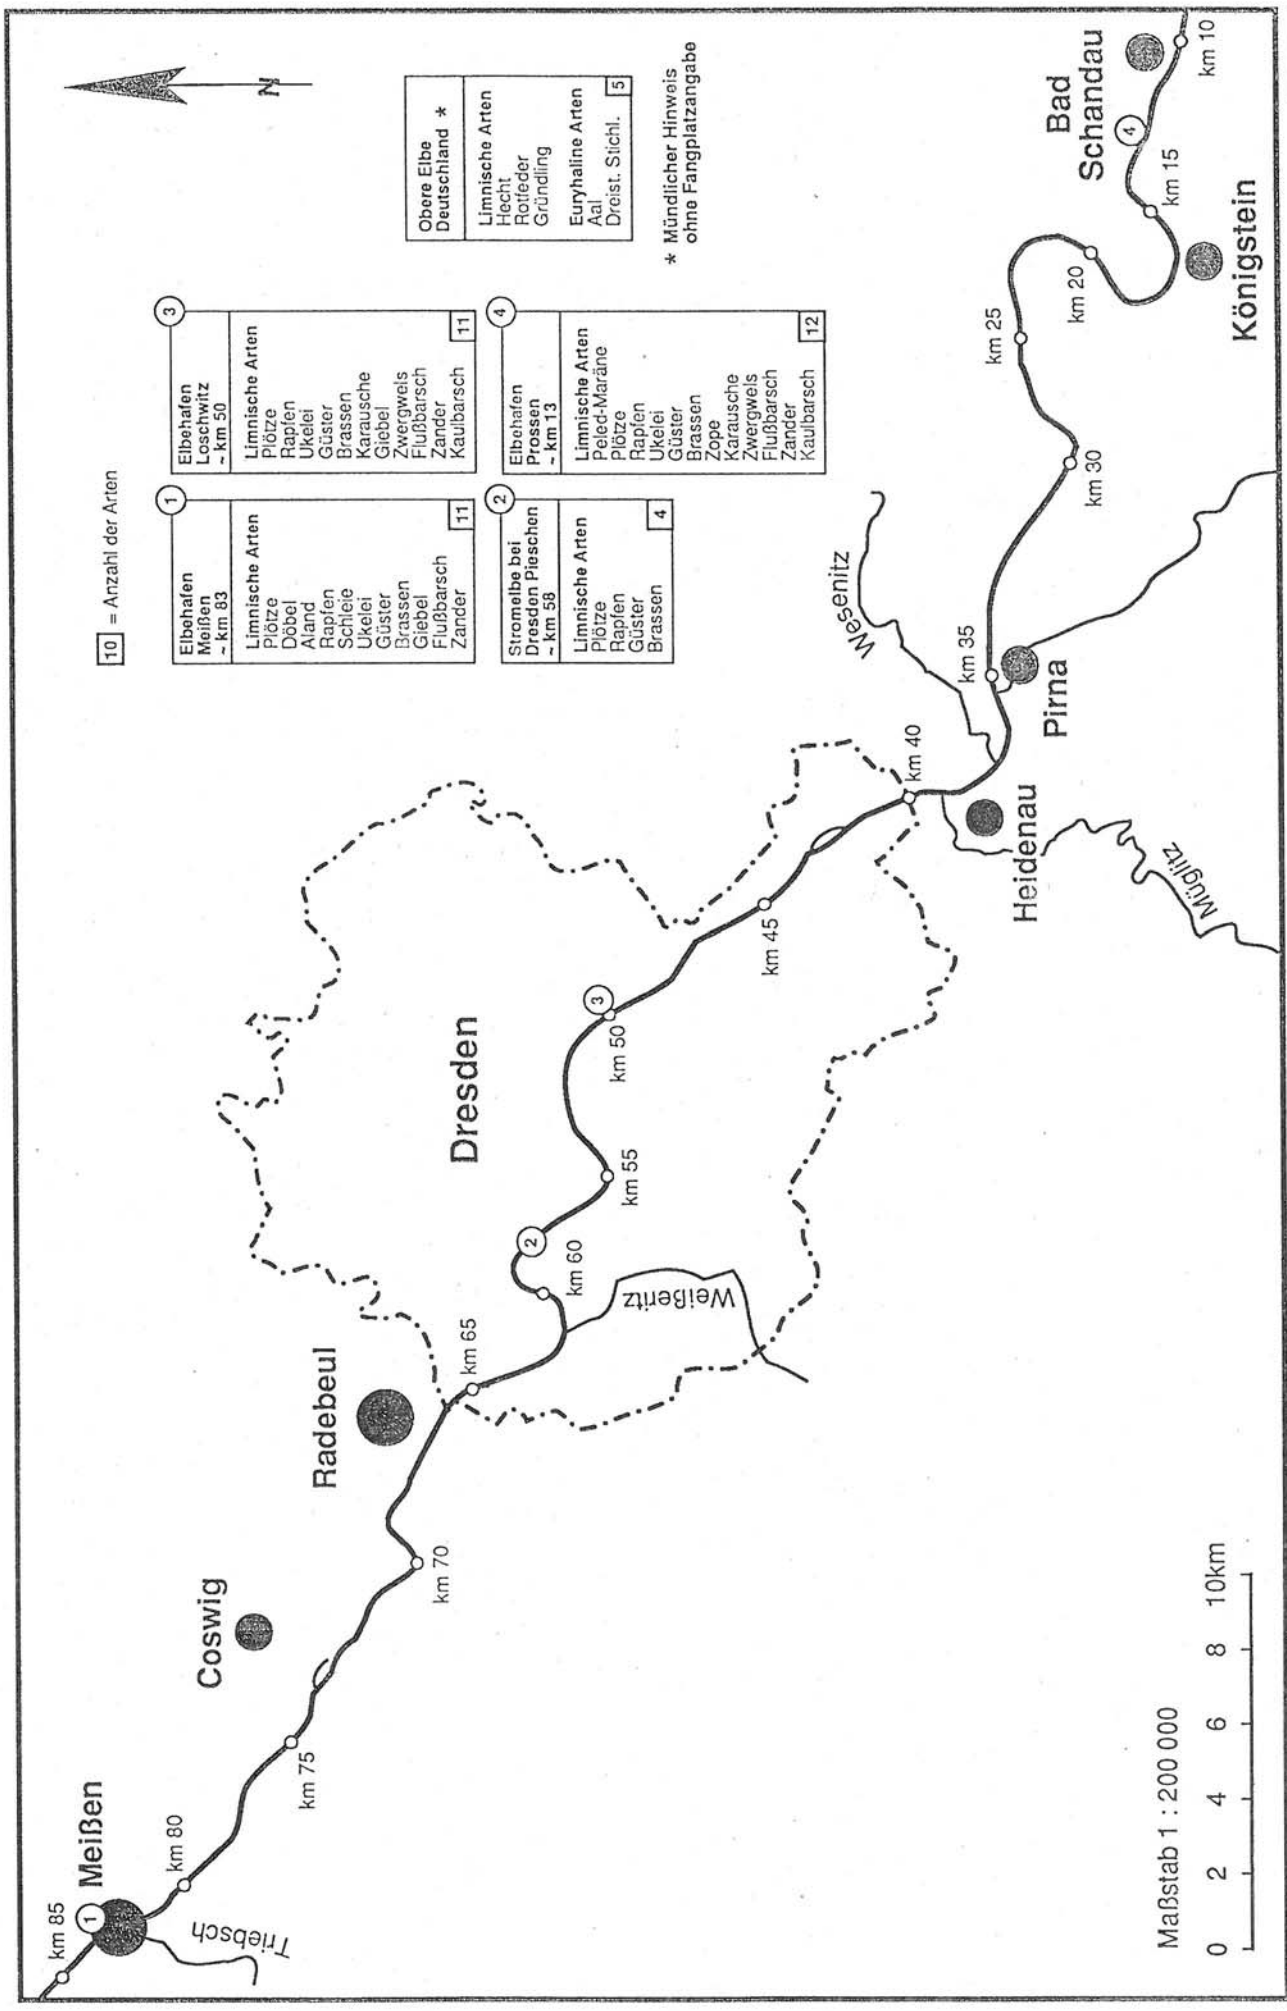 10 = Anzahl der Arten
N
1
Elbehafen
Meißen
~ km 83
Limnische Arten
Plötze
Döbel
Aland
Rapfen
Schleie
Ukelei
Güster
Brassen
Giebel
Flußbarsch
Zander
11
3
Elbehafen
Loschwitz
~ km 50
Limnische Arten
Plötze
Rapfen
Ukelei
Güster
Brassen
Karausche
Giebel
Zwergwels
Flußbarsch
Zander
Kaulbarsch
11
2
Stromelbe bei
Dresden Pieschen
~ km 58
Limnische Arten
Plötze
Rapfen
Güster
Brassen
4
4
Elbehafen
Prossen
~ km 13
Limnische Arten
Peled-Maräne
Plötze
Rapfen
Ukelei
Güster
Brassen
Zope
Karausche
Zwergwels
Flußbarsch
Zander
Kaulbarsch
12
Obere Elbe
Deutschland *
Limnische Arten
Hecht
Rotfeder
Gründling
Euryhaline Arten
Aal
Dreist. Stichl.
5
* Mündlicher Hinweis
ohne Fangplatzangabe
km 85
1
Meißen
Triebsch
km 80
km 75
Coswig
km 70
Radebeul
km 65
Weißeritz
km 60
2
km 55
Dresden
km 50
3
km 45
km 40
Heidenau
Müglitz
Wesenitz
km 35
Pirna
km 30
km 25
km 20
Königstein
km 15
4
Bad
Schandau
km 10
Maßstab 1 : 200 000
0 2 4 6 8 10km